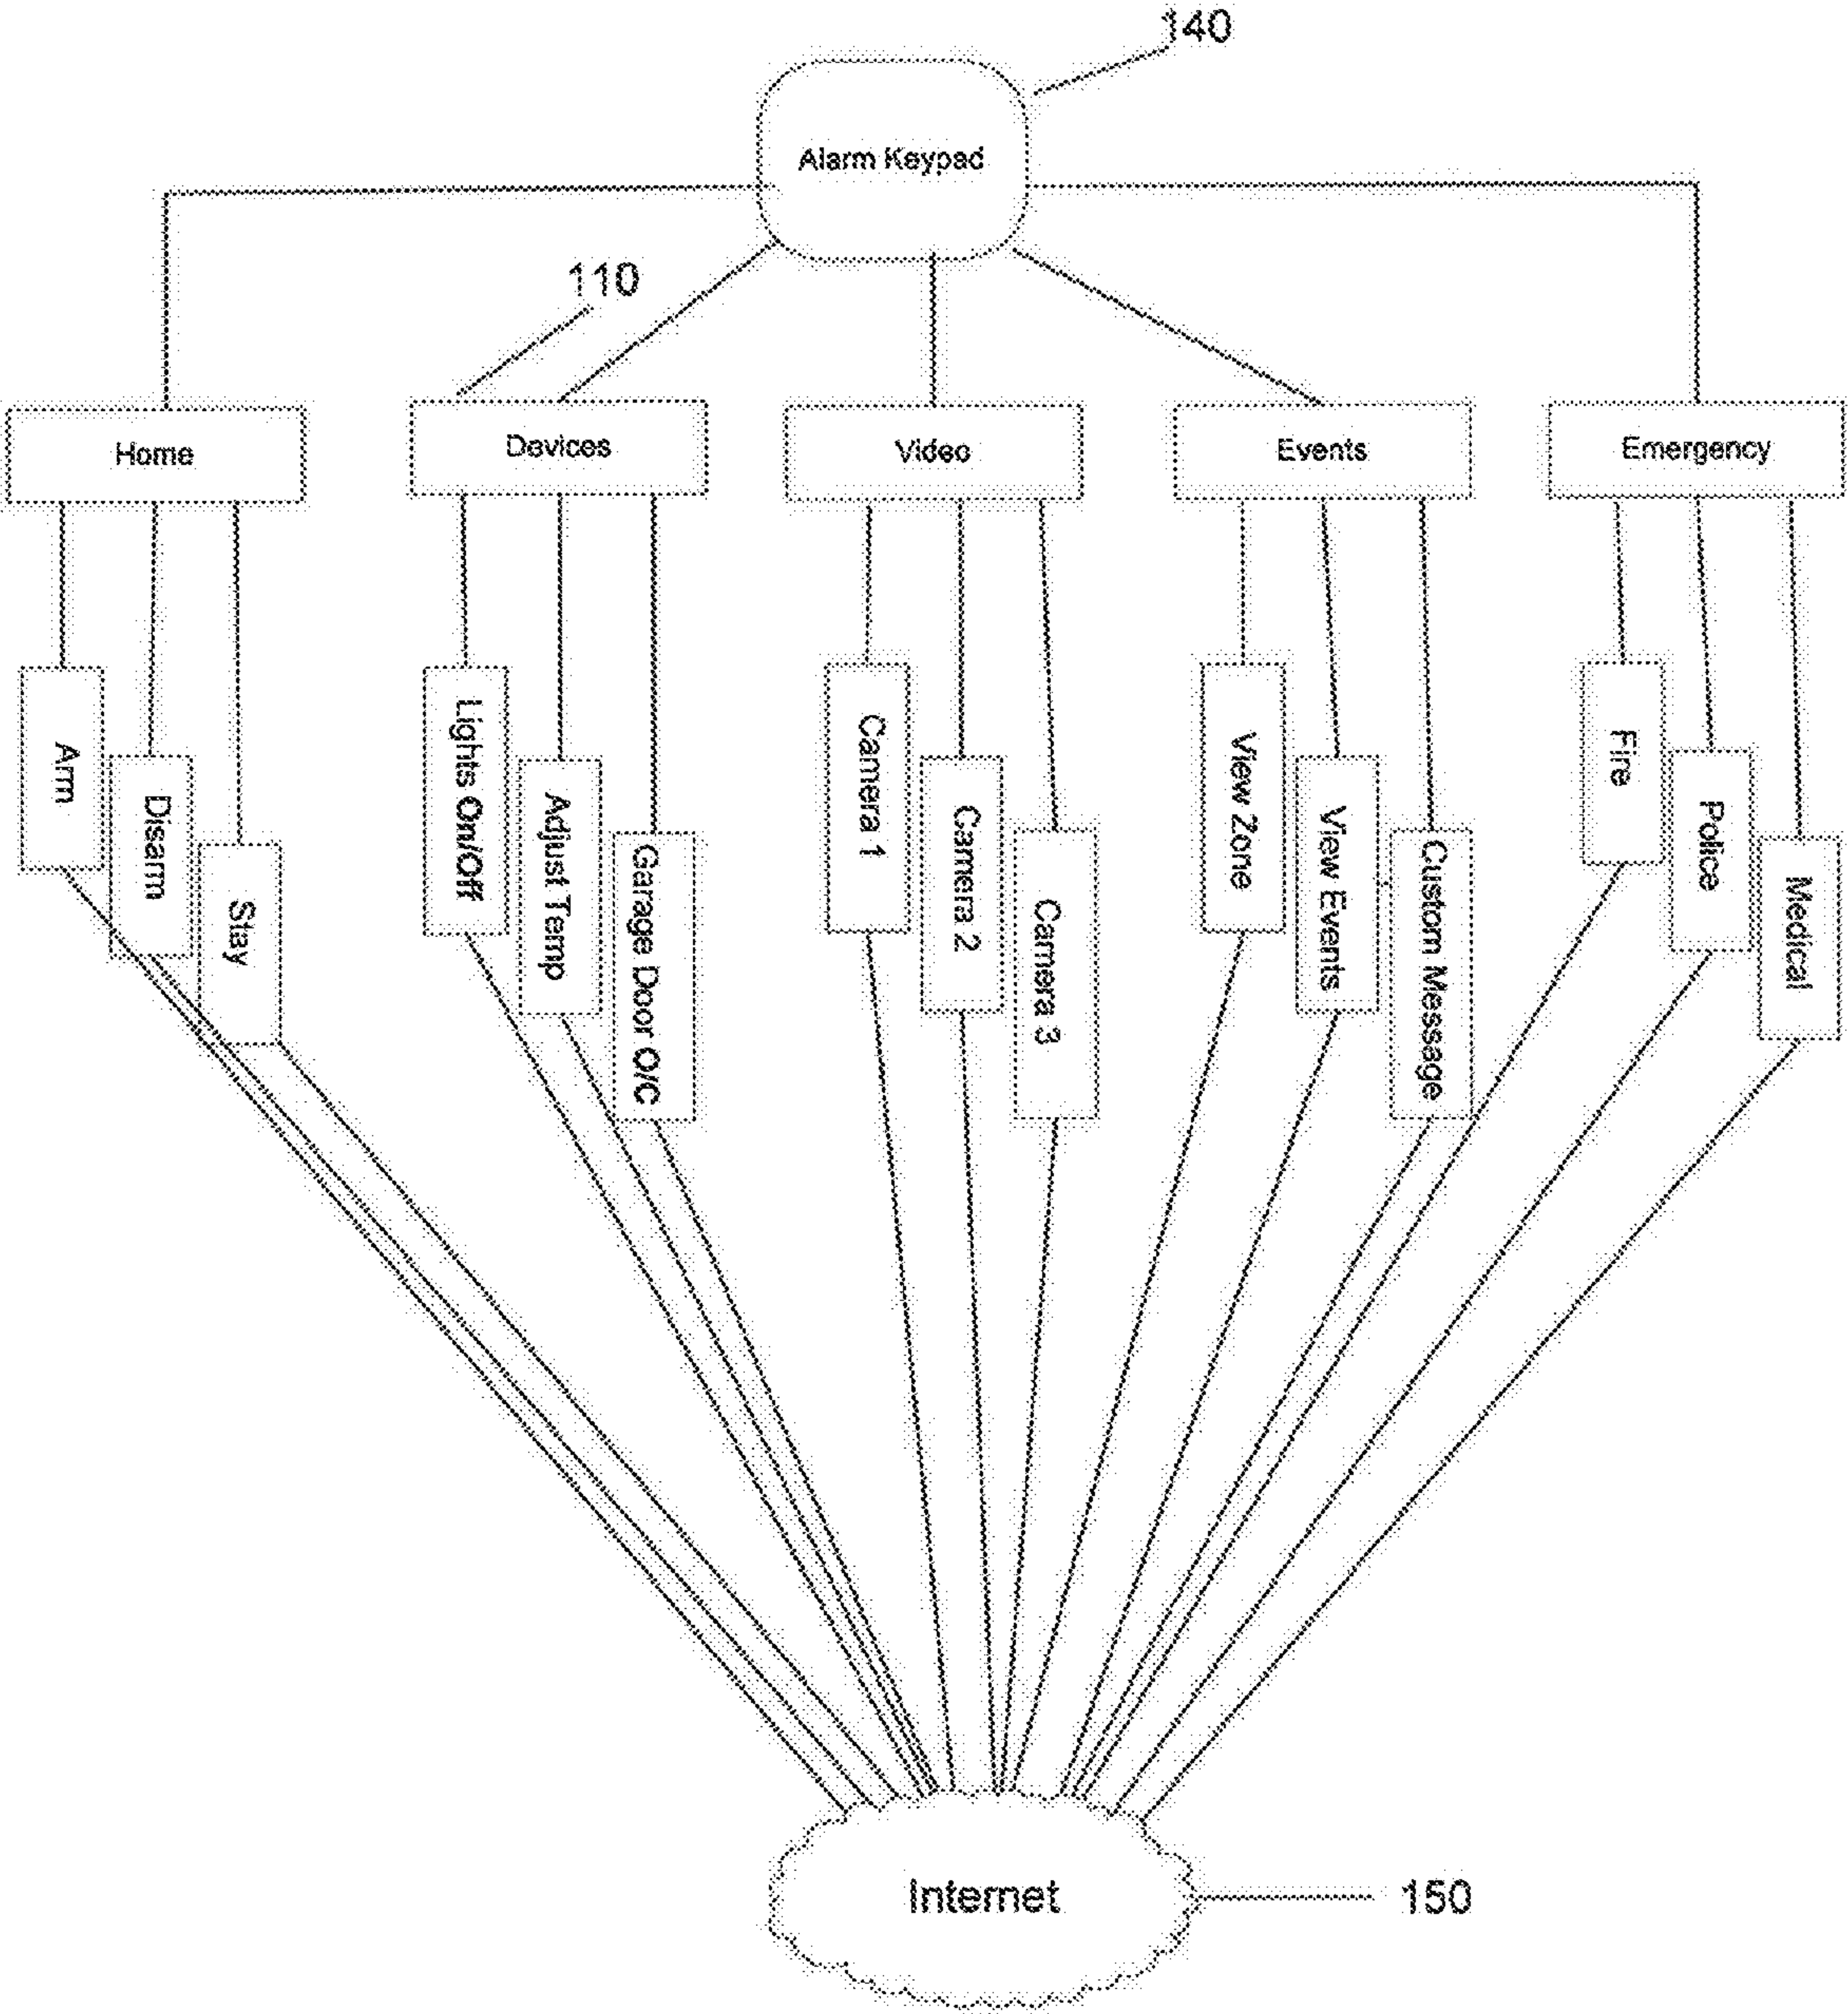 140
Alarm Keypad
110
Home
Devices
Video
Events
Emergency
Arm
Disarm
Stay
Lights On/Off
Adjust Temp
Garage Door O/C
Camera 1
Camera 2
Camera 3
View Zone
View Events
Custom Message
Fire
Police
Medical
Internet
150